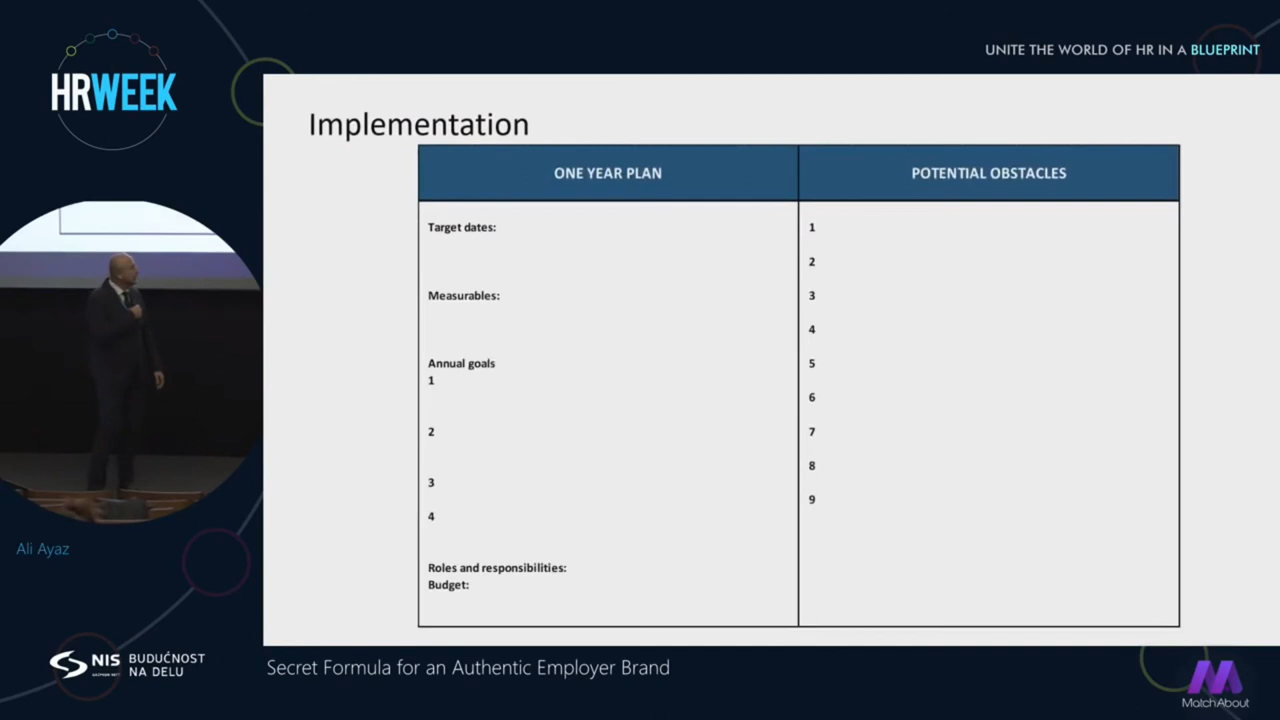 HRWEEK
UNITE THE WORLD OF HR IN A BLUEPRINT
Implementation
ONE YEAR PLAN
Target dates:
Measurables:
Annual goals
1
2
3
4
Roles and responsibilities:
Budget:
POTENTIAL OBSTACLES
1
2
3
4
5
6
7
8
9
Ali Ayaz
NIS
GAZPROM NEFT
BUDUĆNOST
NA DELU
Secret Formula for an Authentic Employer Brand
MatchAbout